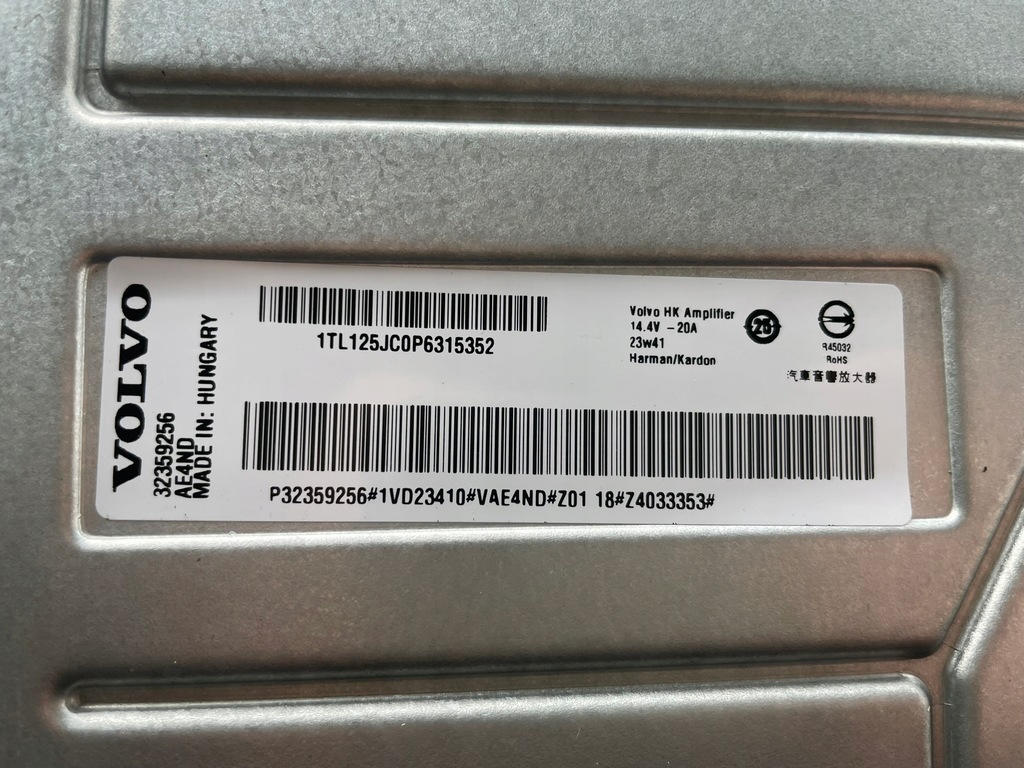 VOLVO
32359256
AE4ND
MADE IN: HUNGARY
1TL125JC0P6315352
Volvo HK Amplifier
14.4V - 20A
23w41
Harman/Kardon
25
R45032
RoHS
汽車音響放大器
P32359256#1VD23410#VAE4ND#Z01 18#Z4033353#